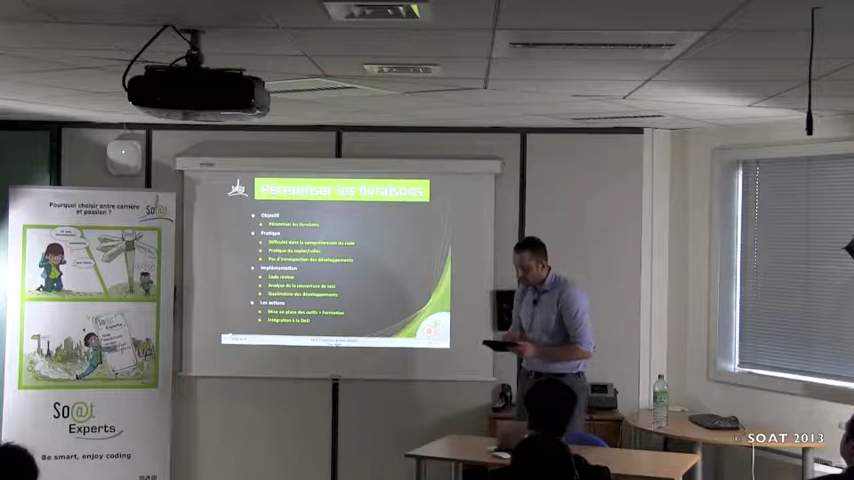 Pourquoi choisir entre carrière
et passion ?
So@t
So@t
Experts
Be smart, enjoy coding
Pérenniser les livraisons
Objectif
Pérenniser les livraisons
Pratique
Difficulté dans la compréhension du code
Pratique du copier/coller
Pas d'introspection des développements
Implémentation
Code review
Analyse de la couverture de test
Qualimétrie des développements
Les actions
Mise en place des outils + Formation
Intégration à la DoD
© SOAT 2013